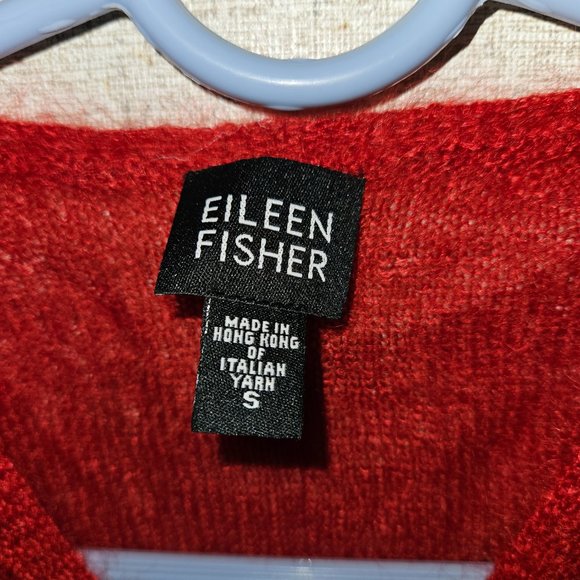 EILEEN
FISHER
MADE IN
HONG KONG
OF
ITALIAN
YARN
S